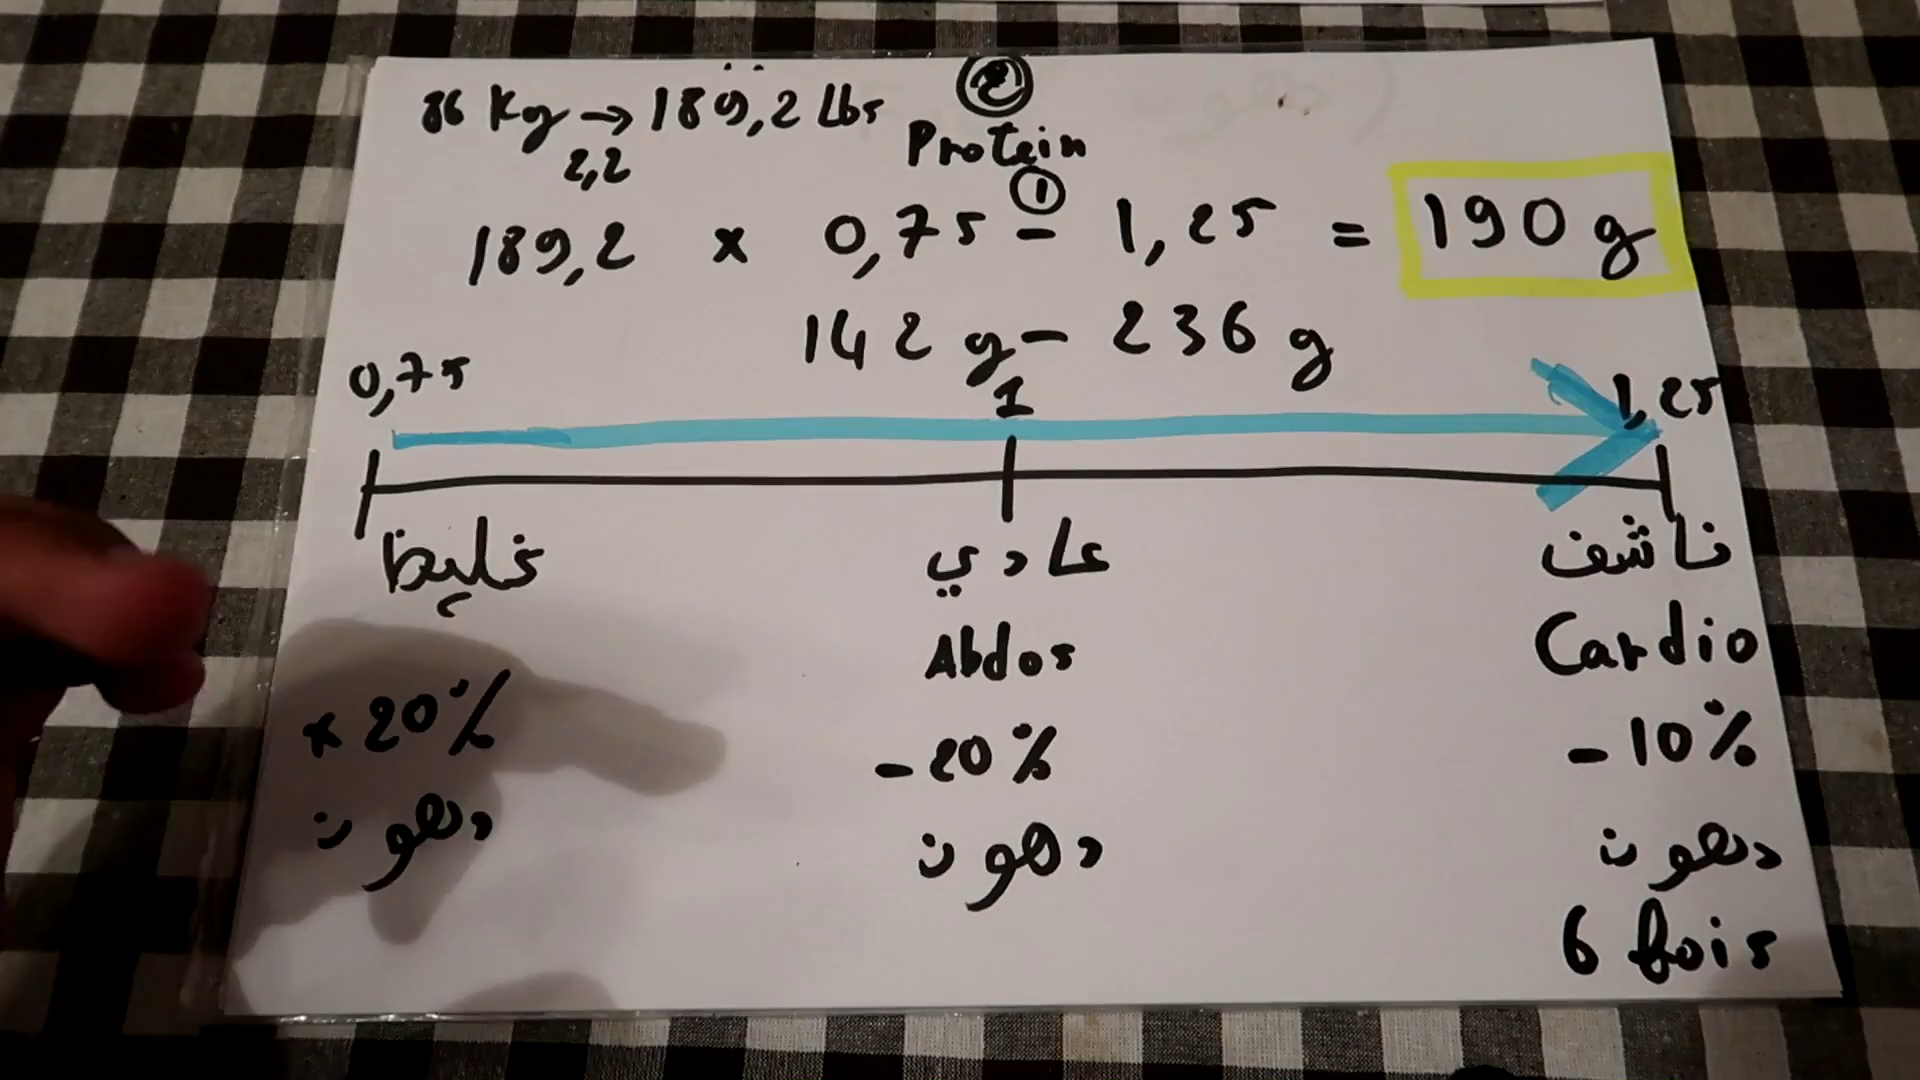 ②
86 Kg → 189,2 Lbs
2,2
Protein
①
189,2 x 0,75 - 1,25 = 190 g
142 g - 236 g
0,75 1 1,25
غليظ عادي ناشف
Abdos Cardio
x 20% - 20% - 10%
دهون دهون دهون
6 fois